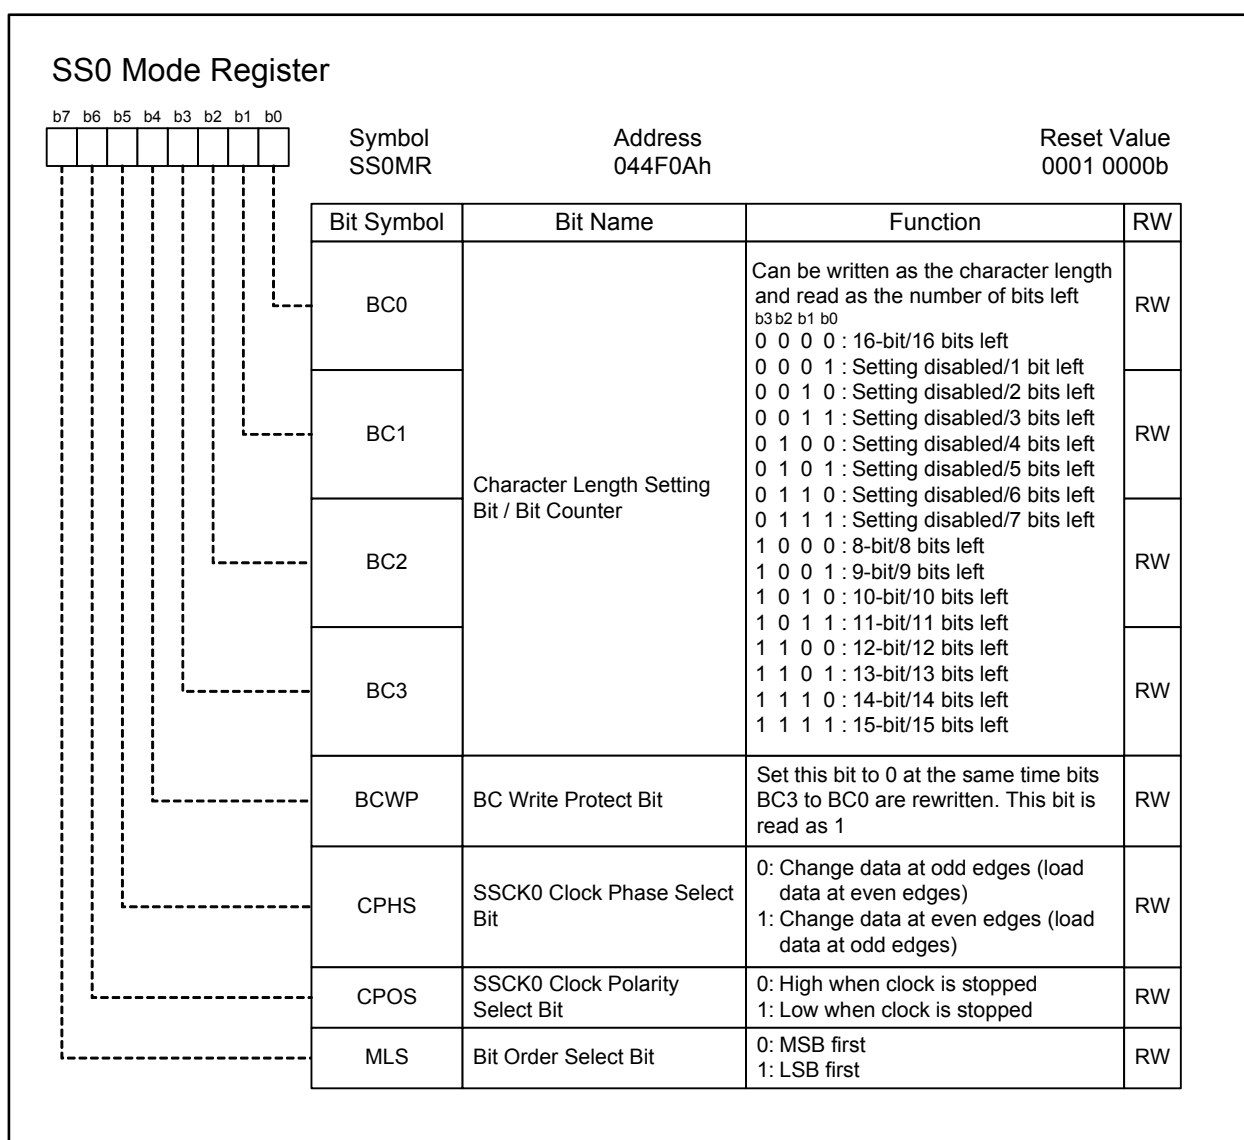 SS0 Mode Register
b7 b6 b5 b4 b3 b2 b1 b0
Symbol Address Reset Value
SS0MR 044F0Ah 0001 0000b
Bit Symbol Bit Name Function RW
BC0
Character Length Setting
Bit / Bit Counter
Can be written as the character length
and read as the number of bits left
b3 b2 b1 b0
0 0 0 0 : 16-bit/16 bits left
0 0 0 1 : Setting disabled/1 bit left
0 0 1 0 : Setting disabled/2 bits left
0 0 1 1 : Setting disabled/3 bits left
0 1 0 0 : Setting disabled/4 bits left
0 1 0 1 : Setting disabled/5 bits left
0 1 1 0 : Setting disabled/6 bits left
0 1 1 1 : Setting disabled/7 bits left
1 0 0 0 : 8-bit/8 bits left
1 0 0 1 : 9-bit/9 bits left
1 0 1 0 : 10-bit/10 bits left
1 0 1 1 : 11-bit/11 bits left
1 1 0 0 : 12-bit/12 bits left
1 1 0 1 : 13-bit/13 bits left
1 1 1 0 : 14-bit/14 bits left
1 1 1 1 : 15-bit/15 bits left
RW
BC1
RW
BC2
RW
BC3
RW
BCWP
BC Write Protect Bit
Set this bit to 0 at the same time bits
BC3 to BC0 are rewritten. This bit is
read as 1
RW
CPHS
SSCK0 Clock Phase Select
Bit
0: Change data at odd edges (load
data at even edges)
1: Change data at even edges (load
data at odd edges)
RW
CPOS
SSCK0 Clock Polarity
Select Bit
0: High when clock is stopped
1: Low when clock is stopped
RW
MLS
Bit Order Select Bit
0: MSB first
1: LSB first
RW